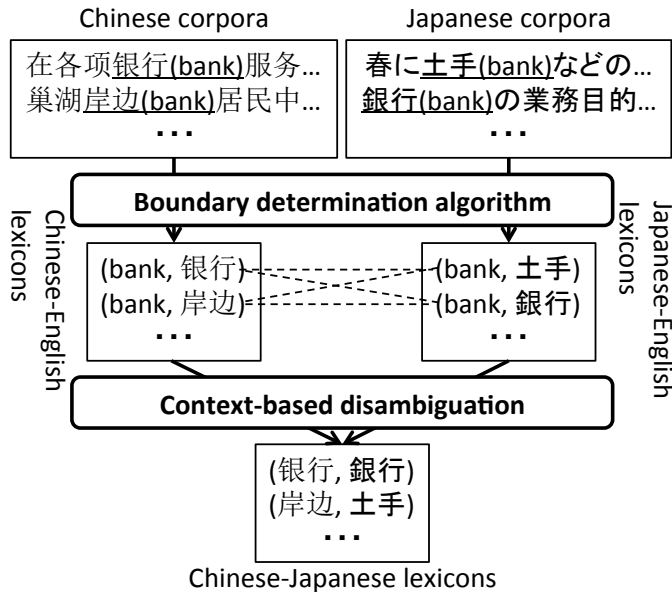 Chinese corpora
在各项银行(bank)服务...
巢湖岸边(bank)居民中...
...
Japanese corpora
春に土手(bank)などの...
銀行(bank)の業務目的...
...
Boundary determination algorithm
Chinese-English
lexicons
(bank, 银行)
(bank, 岸边)
...
(bank, 土手)
(bank, 銀行)
...
Japanese-English
lexicons
Context-based disambiguation
(银行, 銀行)
(岸边, 土手)
...
Chinese-Japanese lexicons